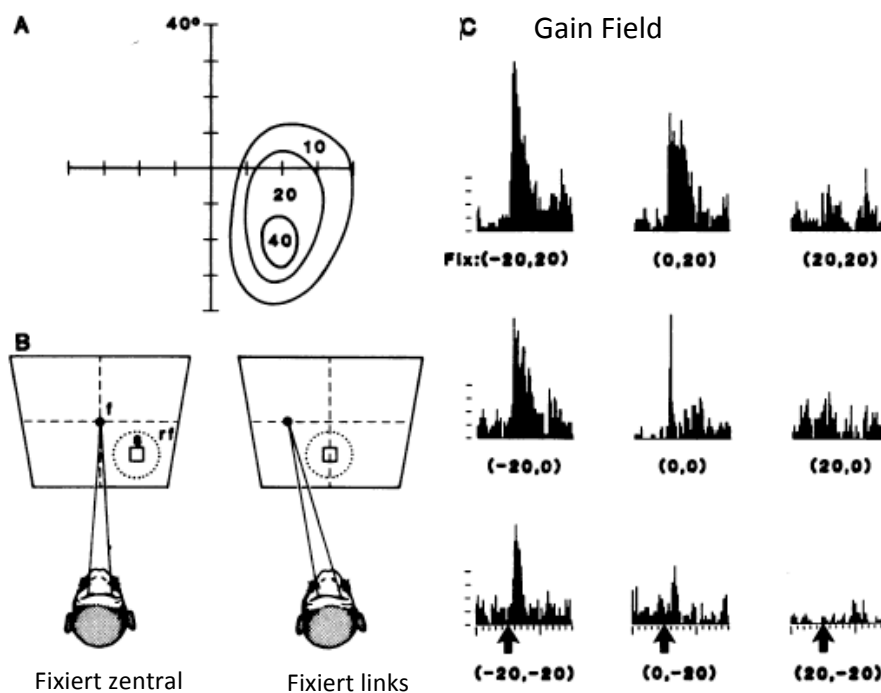 A
40°
10
20
40
B
f
s
rf
Fixiert zentral
Fixiert links
C
Gain Field
Fix:(-20,20)
(0,20)
(20,20)
(-20,0)
(0,0)
(20,0)
(-20,-20)
(0,-20)
(20,-20)